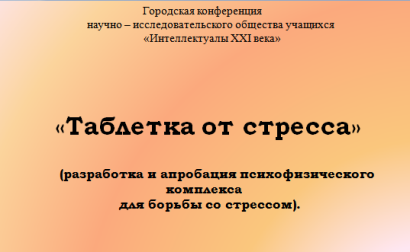 Городская конференция
научно – исследовательского общества учащихся
«Интеллектуалы XXI века»
«Таблетка от стресса»
(разработка и апробация психофизического
комплекса
для борьбы со стрессом).